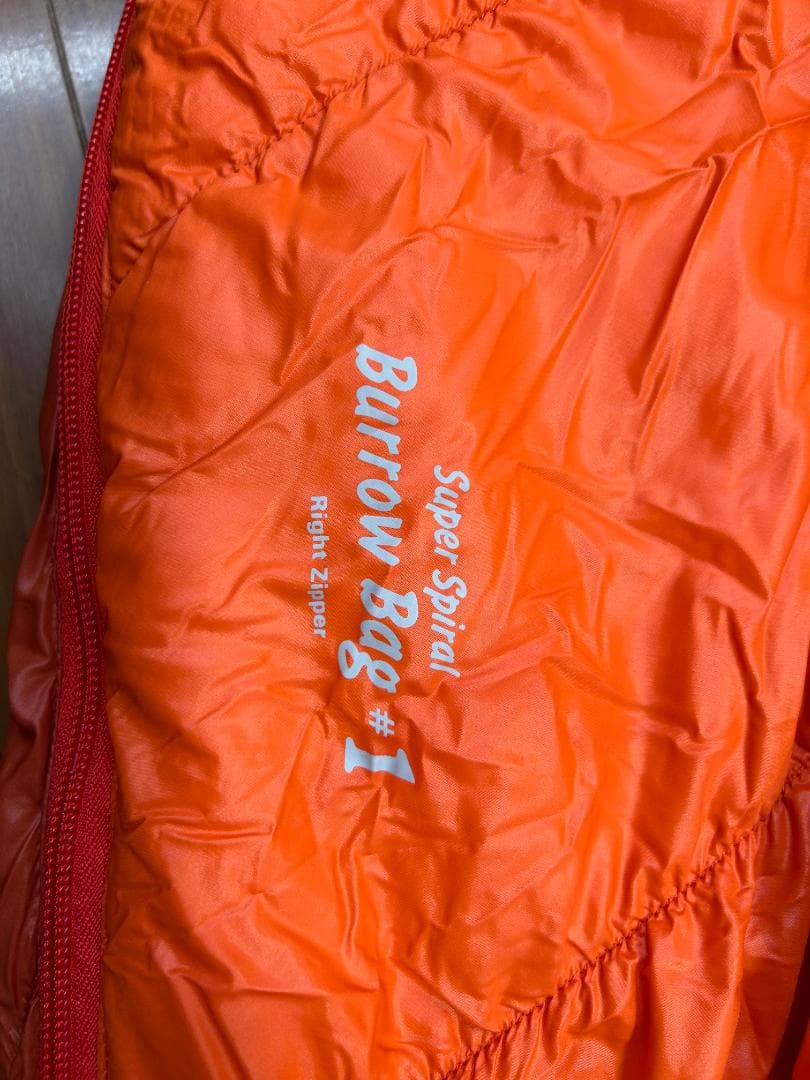 Super Spiral
Burrow Bag #1
Right Zipper